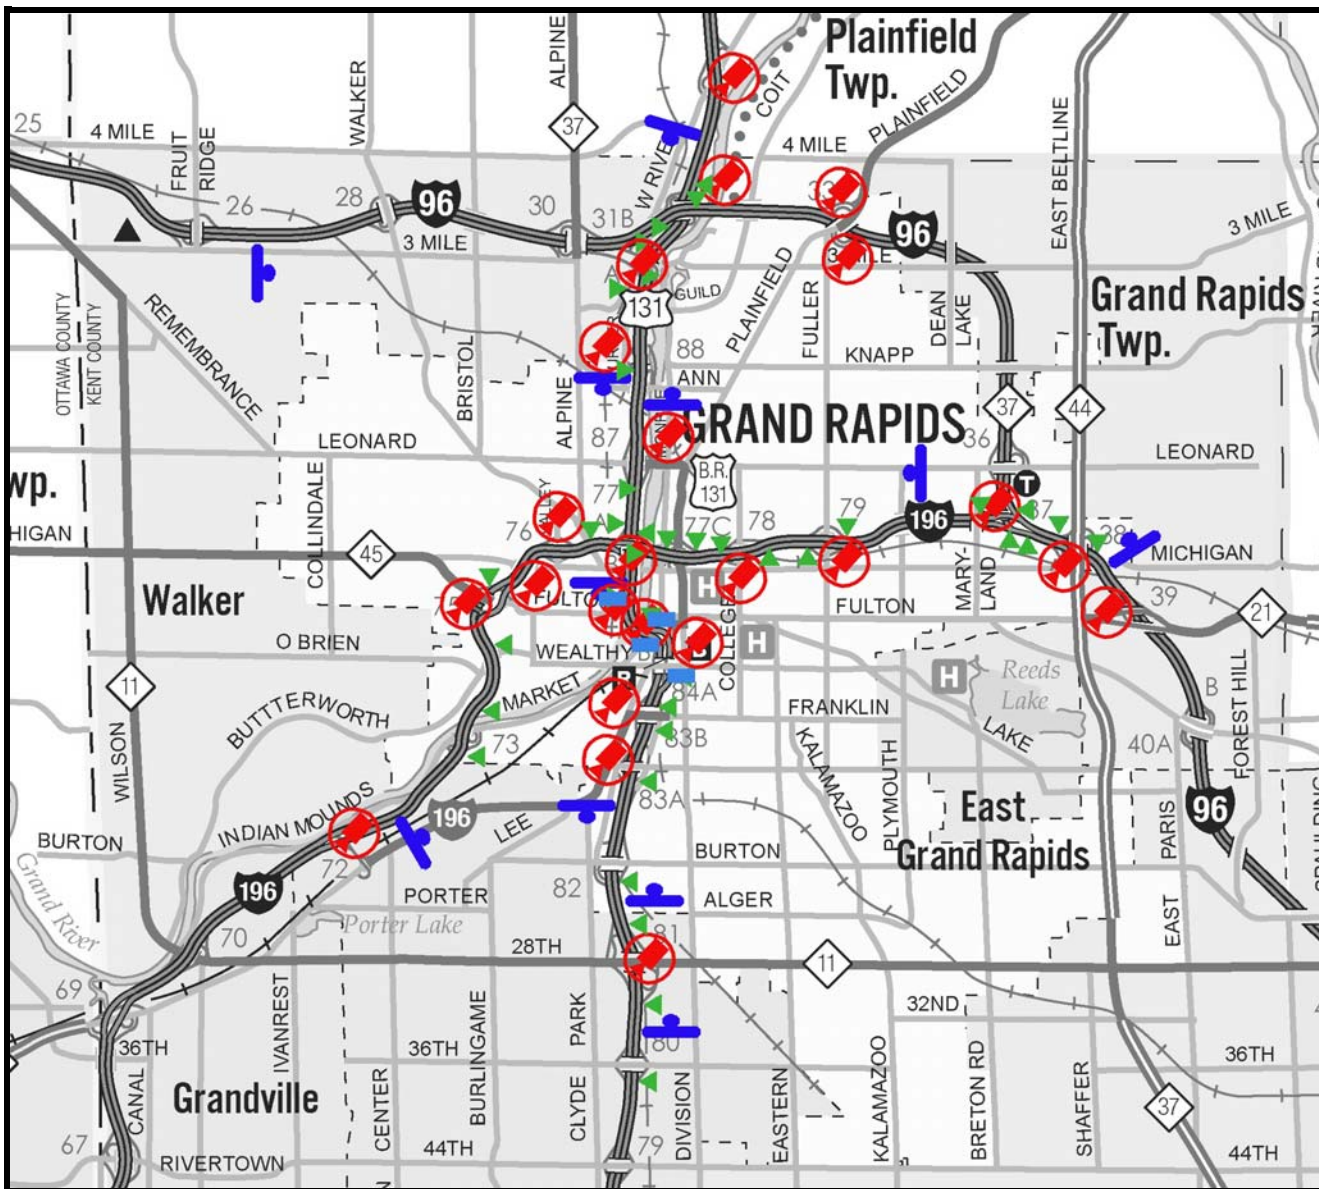 Plainfield
Twp.
ALPINE
WALKER
COIT
PLAINFIELD
EAST BELTLINE
25
4 MILE
37
FRUIT
RIDGE
W RIVER
4 MILE
26
28
96
30
31B
3 MILE
96
3 MILE
3 MILE
Grand Rapids
Twp.
OTTAWA COUNTY
KENT COUNTY
REMEMBRANCE
131
GUILD
PLAINFIELD
FULLER
DEAN
LAKE
BRISTOL
88
ANN
KNAPP
ALPINE
37
44
GRAND RAPIDS
LEONARD
87
36
LEONARD
B.R.
131
T
wp.
COLLINDALE
77
76
77C
78
79
196
37
38
HIGAN
45
MICHIGAN
Walker
FULTON
H
COLLEGE
FULTON
MARY-
LAND
39
21
O BRIEN
WEALTHY
H
H
Reeds
Lake
11
MARKET
84A
FRANKLIN
B
FOREST HILL
BUTTTERWORTH
73
83B
KALAMAZOO
LAKE
40A
WILSON
83A
PLYMOUTH
East
Grand Rapids
PARIS
96
INDIAN MOUNDS
196
LEE
BURTON
72
BURTON
SPAULDING
Grand River
196
PORTER
82
ALGER
EAST
Porter Lake
70
28TH
81
11
69
IVANREST
BURLINGAME
PARK
32ND
36TH
36TH
80
36TH
Grandville
CANAL
CENTER
CLYDE
DIVISION
EASTERN
KALAMAZOO
BRETON RD
SHAFFER
37
67
44TH
79
44TH
RIVERTOWN